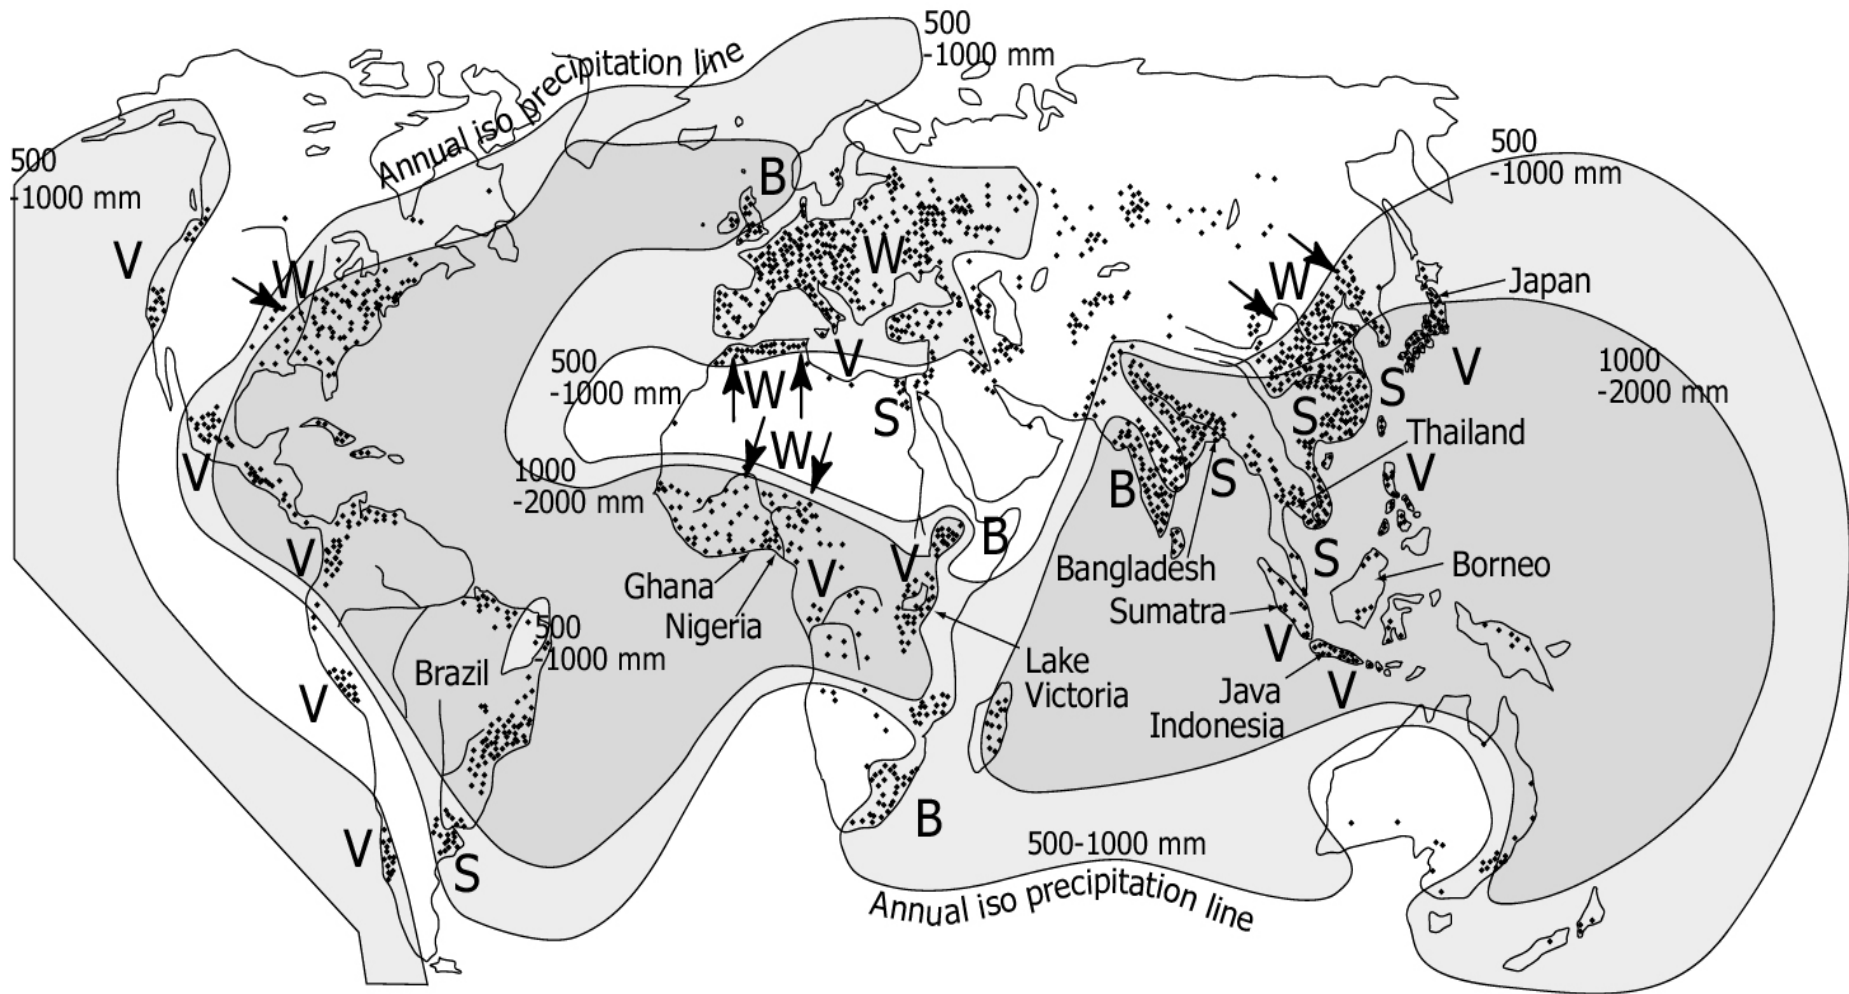 500
-1000 mm
Annual iso precipitation line
500
-1000 mm
500
-1000 mm
B
V
W
W
W
Japan
500
-1000 mm
V
W
S
V
S
V
1000
-2000 mm
S
Thailand
W
V
1000
-2000 mm
B
S
V
B
V
V
V
S
Ghana
Nigeria
Bangladesh
Sumatra
Borneo
500
-1000 mm
Brazil
Lake
Victoria
V
V
Java
Indonesia
V
V
S
B
500-1000 mm
Annual iso precipitation line